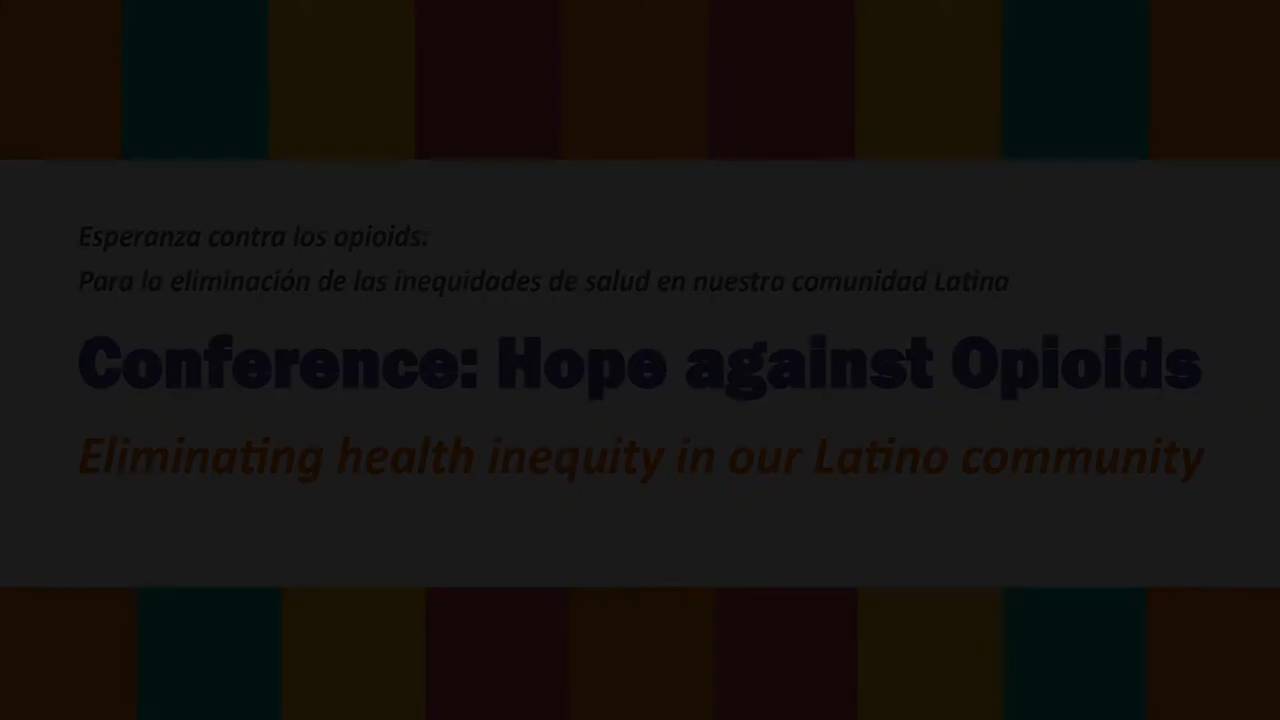 Esperanza contra los opioids:
Para la eliminación de las inequidades de salud en nuestra comunidad Latina
Conference: Hope against Opioids
Eliminating health inequity in our Latino community